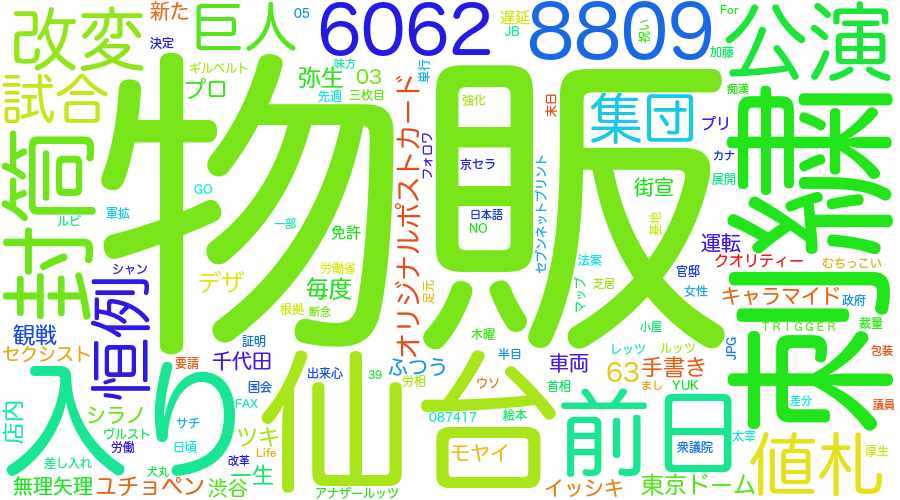 改変
巨人
05
新た
決定
6062
8809
遅延
JB
祝い
For
加藤
公演
試合
ギルベルト
プロ
弥生
03
味方
先週
三枚目
単行
強化
末日
集団
プリ
痴漢
カナ
刺繍
封筒
物販
オリジナルポストカード
フォロワ
京セラ
日本語
NO
セブンネットプリント
街宣
基地
展開
運転
クオリティー
むちっこい
GO
ルピ
軍拡
一部
免許
労働省
足元
毎度
根拠
断念
シャン
デザ
恒例
法案
マップ
芝居
官邸
女性
キャラマイド
政府
TRIGGER
裁量
観戦
セクシスト
証明
千代田
要請
木曜
小屋
JPG
包装
入り
仙台
前日
末
ふつう
半目
車両
レッツ
ルッツ
63
手書き
まし
YUK
首相
国会
出来心
39
労相
ウソ
FAX
087417
絵本
差分
議員
店内
シラノ
ヴルスト
サチ
労働
日頃
ツキ
Life
改革
一生
モヤイ
衆議院
太宰
値札
厚生
差し入れ
犬丸
無理矢理
ユチョペン
渋谷
アナザールッツ
イッシキ
東京ドーム